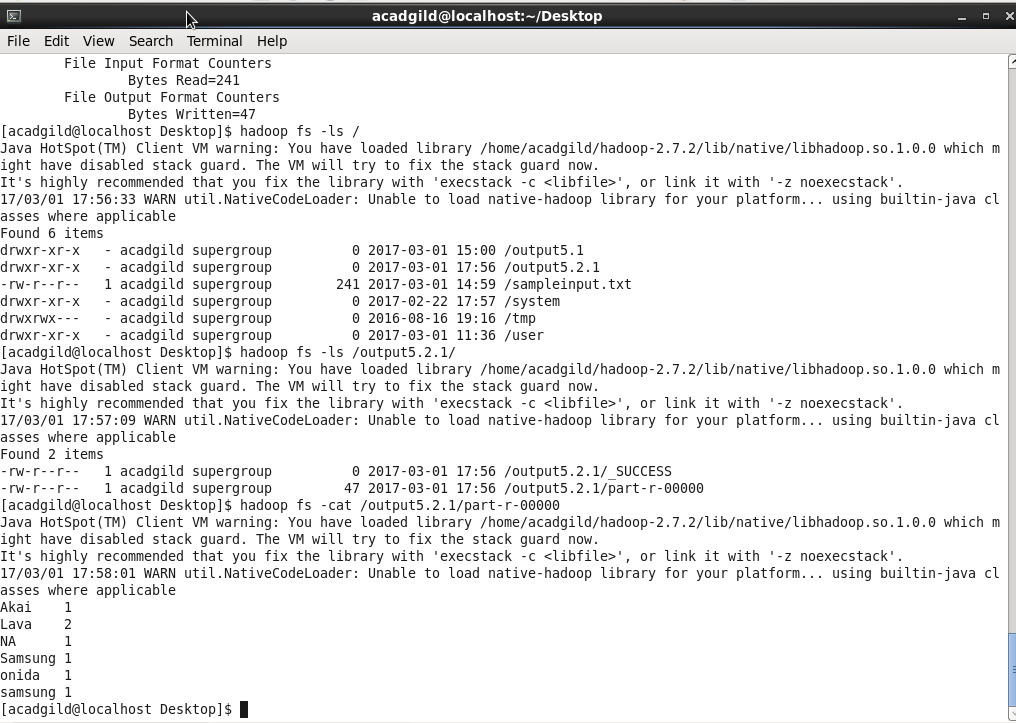 acadgild@localhost:~/Desktop
File Edit View Search Terminal Help
        File Input Format Counters
                Bytes Read=241
        File Output Format Counters
                Bytes Written=47
[acadgild@localhost Desktop]$ hadoop fs -ls /
Java HotSpot(TM) Client VM warning: You have loaded library /home/acadgild/hadoop-2.7.2/lib/native/libhadoop.so.1.0.0 which m
ight have disabled stack guard. The VM will try to fix the stack guard now.
It's highly recommended that you fix the library with 'execstack -c <libfile>', or link it with '-z noexecstack'.
17/03/01 17:56:33 WARN util.NativeCodeLoader: Unable to load native-hadoop library for your platform... using builtin-java cl
asses where applicable
Found 6 items
drwxr-xr-x   - acadgild supergroup          0 2017-03-01 15:00 /output5.1
drwxr-xr-x   - acadgild supergroup          0 2017-03-01 17:56 /output5.2.1
-rw-r--r--   1 acadgild supergroup        241 2017-03-01 14:59 /sampleinput.txt
drwxr-xr-x   - acadgild supergroup          0 2017-02-22 17:57 /system
drwxrwx---   - acadgild supergroup          0 2016-08-16 19:16 /tmp
drwxr-xr-x   - acadgild supergroup          0 2017-03-01 11:36 /user
[acadgild@localhost Desktop]$ hadoop fs -ls /output5.2.1/
Java HotSpot(TM) Client VM warning: You have loaded library /home/acadgild/hadoop-2.7.2/lib/native/libhadoop.so.1.0.0 which m
ight have disabled stack guard. The VM will try to fix the stack guard now.
It's highly recommended that you fix the library with 'execstack -c <libfile>', or link it with '-z noexecstack'.
17/03/01 17:57:09 WARN util.NativeCodeLoader: Unable to load native-hadoop library for your platform... using builtin-java cl
asses where applicable
Found 2 items
-rw-r--r--   1 acadgild supergroup          0 2017-03-01 17:56 /output5.2.1/_SUCCESS
-rw-r--r--   1 acadgild supergroup         47 2017-03-01 17:56 /output5.2.1/part-r-00000
[acadgild@localhost Desktop]$ hadoop fs -cat /output5.2.1/part-r-00000
Java HotSpot(TM) Client VM warning: You have loaded library /home/acadgild/hadoop-2.7.2/lib/native/libhadoop.so.1.0.0 which m
ight have disabled stack guard. The VM will try to fix the stack guard now.
It's highly recommended that you fix the library with 'execstack -c <libfile>', or link it with '-z noexecstack'.
17/03/01 17:58:01 WARN util.NativeCodeLoader: Unable to load native-hadoop library for your platform... using builtin-java cl
asses where applicable
Akai    1
Lava    2
NA      1
Samsung 1
onida   1
samsung 1
[acadgild@localhost Desktop]$